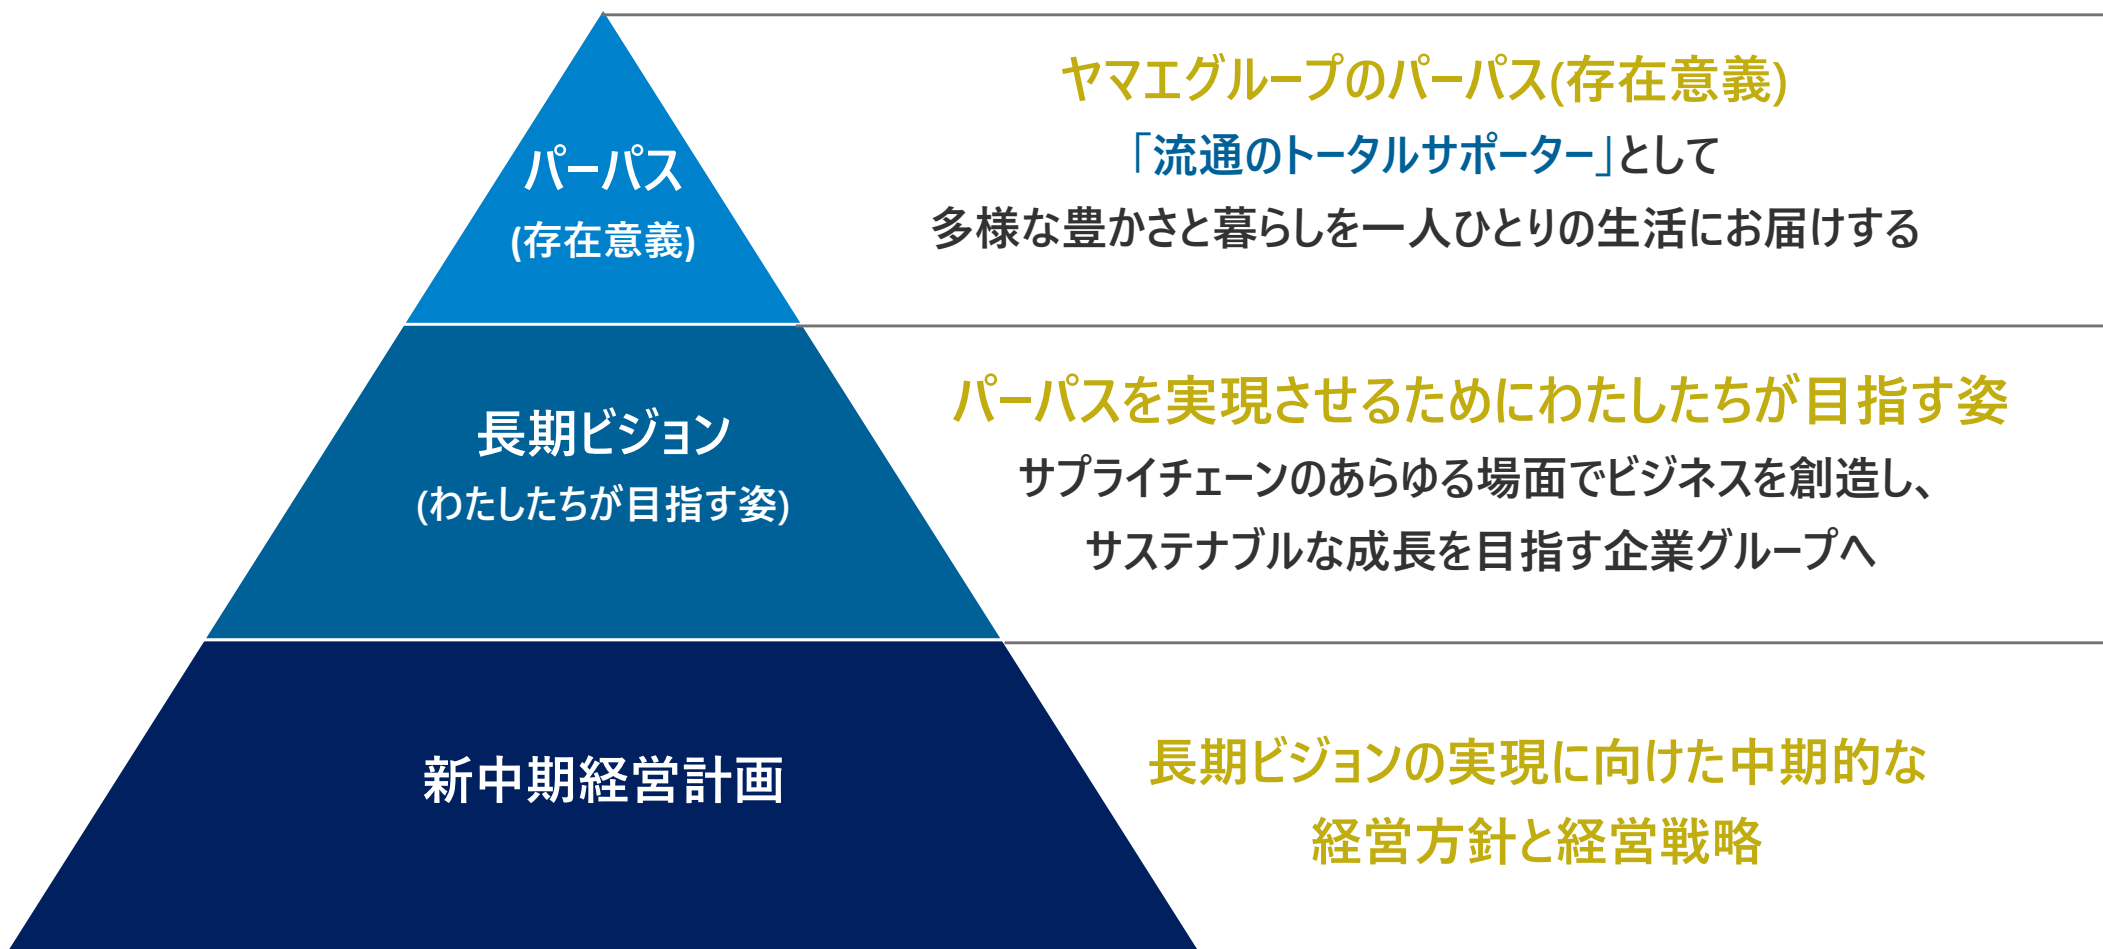 パーパス
(存在意義)
ヤマエグループのパーパス(存在意義)
「流通のトータルサポーター」として
多様な豊かさと暮らしを一人ひとりの生活にお届けする
長期ビジョン
(わたしたちが目指す姿)
パーパスを実現させるためにわたしたちが目指す姿
サプライチェーンのあらゆる場面でビジネスを創造し、
サステナブルな成長を目指す企業グループへ
新中期経営計画
長期ビジョンの実現に向けた中期的な
経営方針と経営戦略